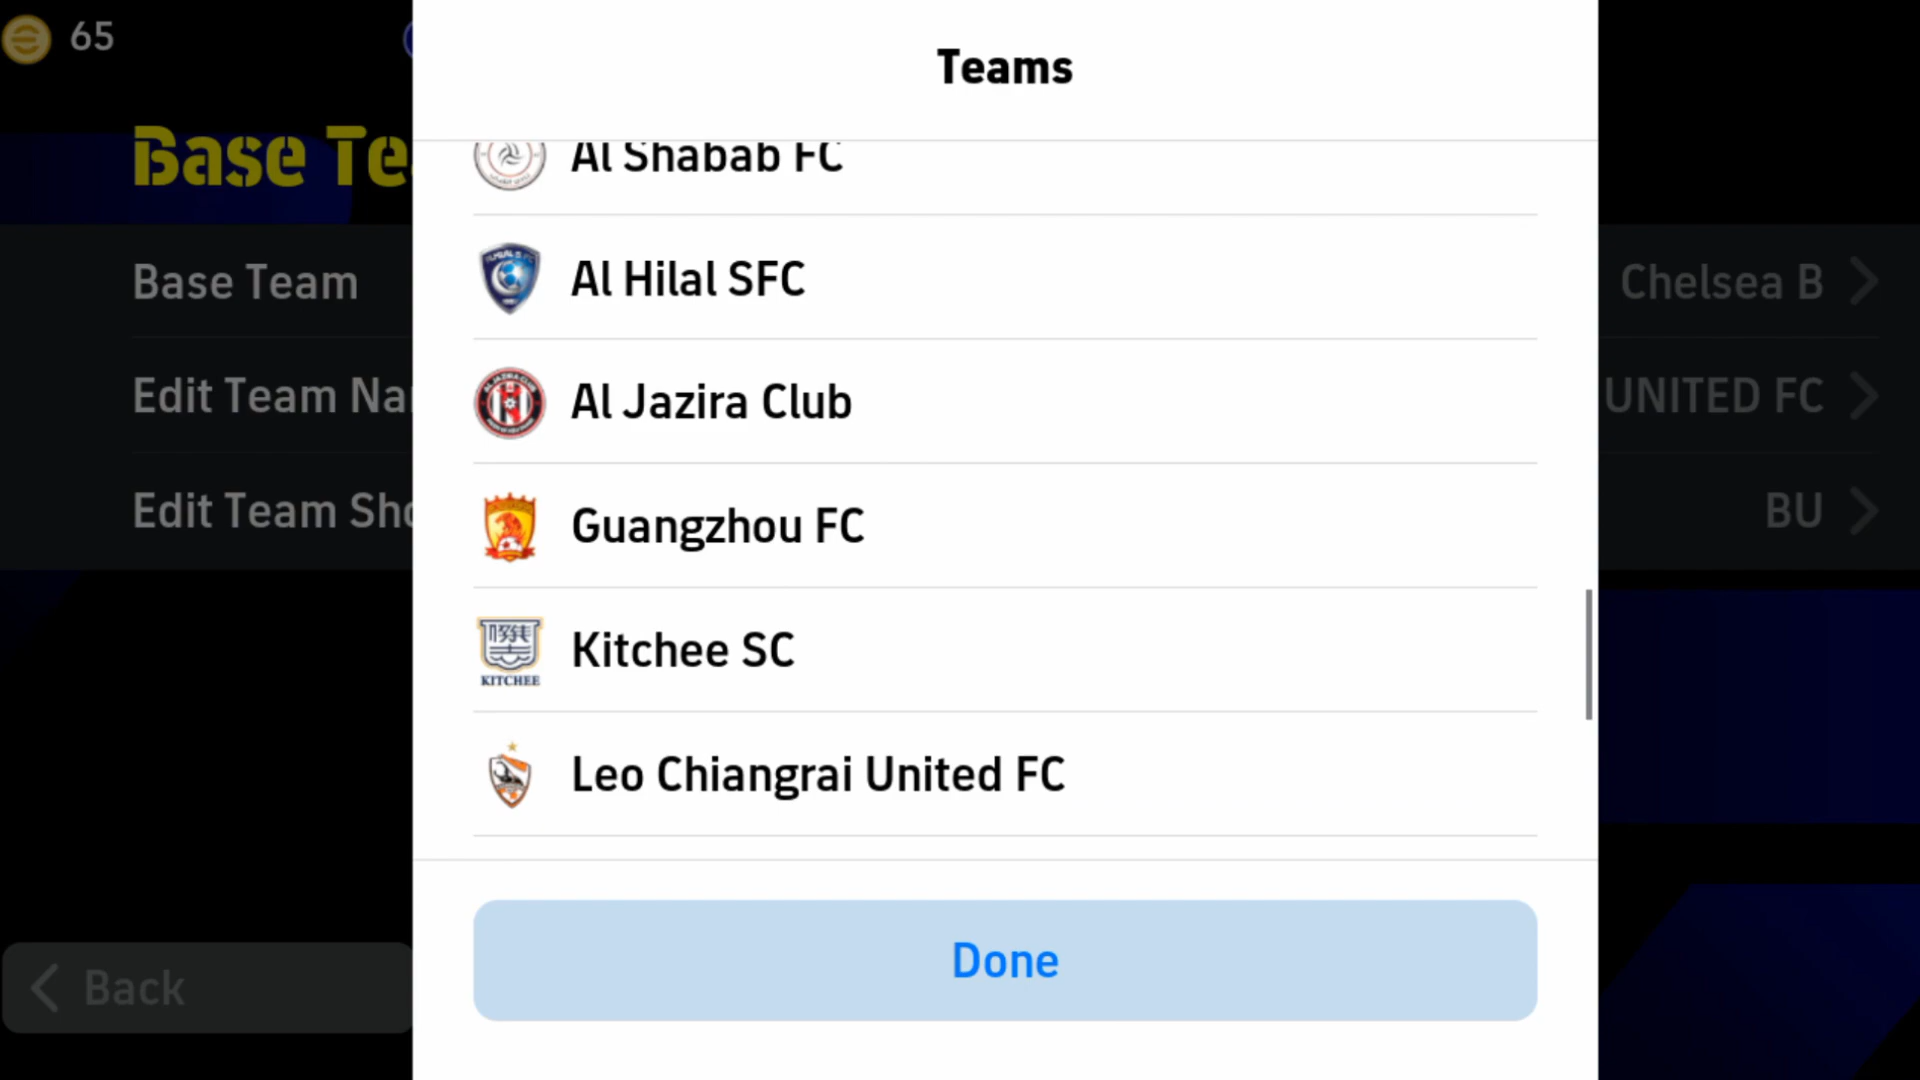 65
Teams
Base Te
Al Shabab FC
Base Team
Al Hilal SFC
Chelsea B
Edit Team Na
Al Jazira Club
UNITED FC
Edit Team Sho
Guangzhou FC
BU
KITCHEE
Kitchee SC
Leo Chiangrai United FC
Done
Back